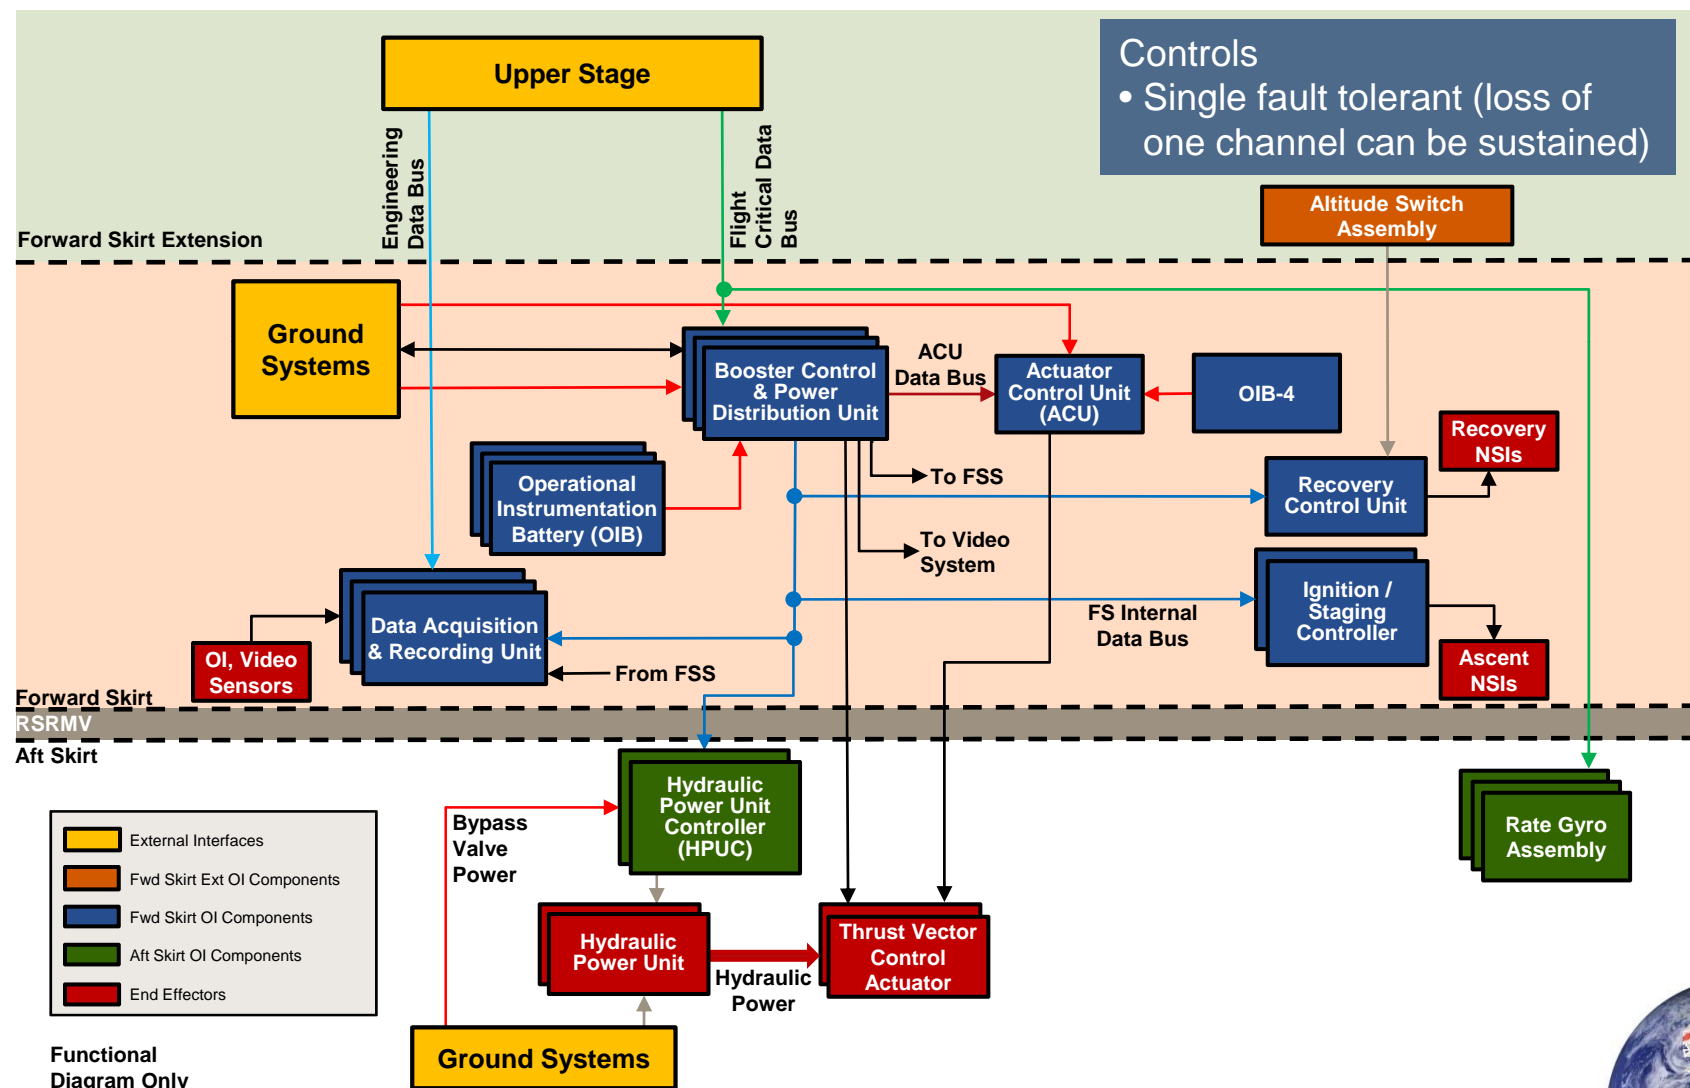 Upper Stage
Controls
• Single fault tolerant (loss of
one channel can be sustained)
Engineering
Data Bus
Flight
Critical Data
Bus
Altitude Switch
Assembly
Forward Skirt Extension
Ground
Systems
Booster Control
& Power
Distribution Unit
ACU
Data Bus
Actuator
Control Unit
(ACU)
OIB-4
Recovery
NSIs
Operational
Instrumentation
Battery (OIB)
To FSS
Recovery
Control Unit
To Video
System
Data Acquisition
& Recording Unit
Ignition /
Staging
Controller
FS Internal
Data Bus
OI, Video
Sensors
From FSS
Ascent
NSIs
Forward Skirt
RSRMV
Aft Skirt
Hydraulic
Power Unit
Controller
(HPUC)
Bypass
Valve
Power
Rate Gyro
Assembly
External Interfaces
Fwd Skirt Ext OI Components
Fwd Skirt OI Components
Aft Skirt OI Components
End Effectors
Hydraulic
Power Unit
Hydraulic
Power
Thrust Vector
Control
Actuator
Ground Systems
Functional
Diagram Only